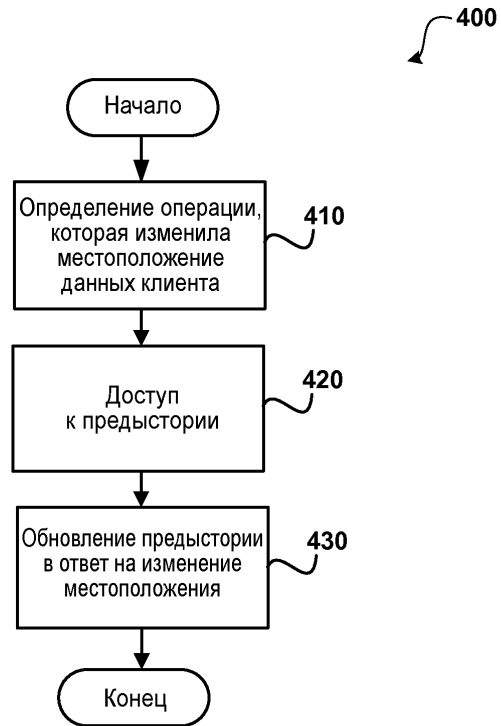 400
Начало
Определение операции,
которая изменила
местоположение
данных клиента
410
Доступ
к предыстории
420
Обновление предыстории
в ответ на изменение
местоположения
430
Конец